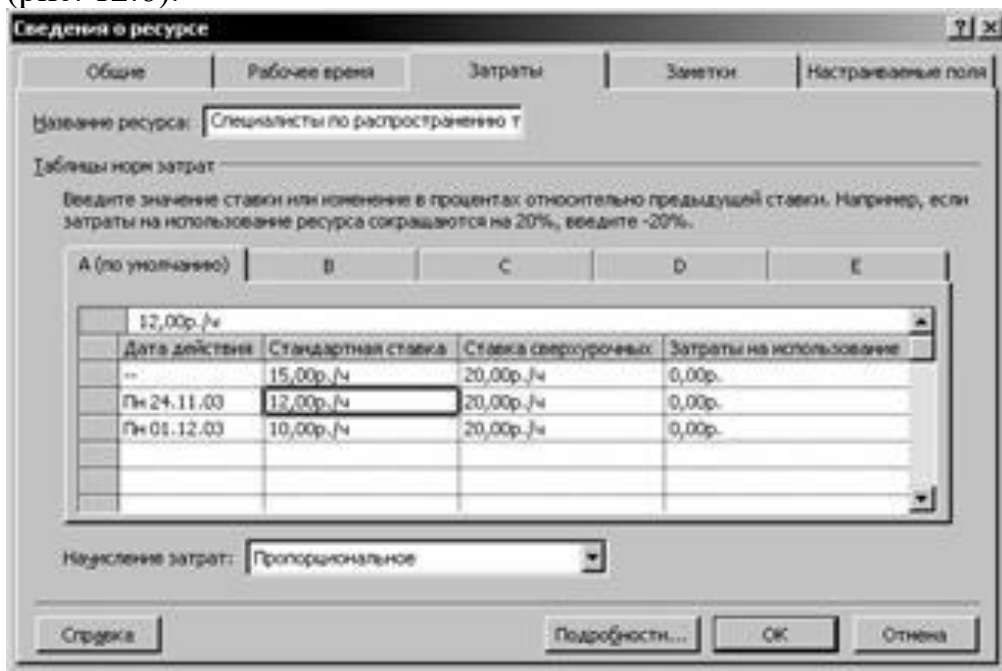 (рис. 12.6).
Сведения о ресурсе
Общие Рабочее время Затраты Заметки Настраиваемые поля
Название ресурса: Специалисты по распространению т
Таблицы норм затрат
Введите значение ставки или изменение в процентах относительно предыдущей ставки. Например, если
затраты на использование ресурса сокращаются на 20%, введите -20%.
A (по умолчанию) B C D E
12,00р./ч
Дата действия Стандартная ставка Ставка сверхурочных Затраты на использование
-- 15,00р./ч 20,00р./ч 0,00р.
Пн 24.11.03 12,00р./ч 20,00р./ч 0,00р.
Пн 01.12.03 10,00р./ч 20,00р./ч 0,00р.
Начисление затрат: Пропорциональное
Справка Подробности... ОК Отмена